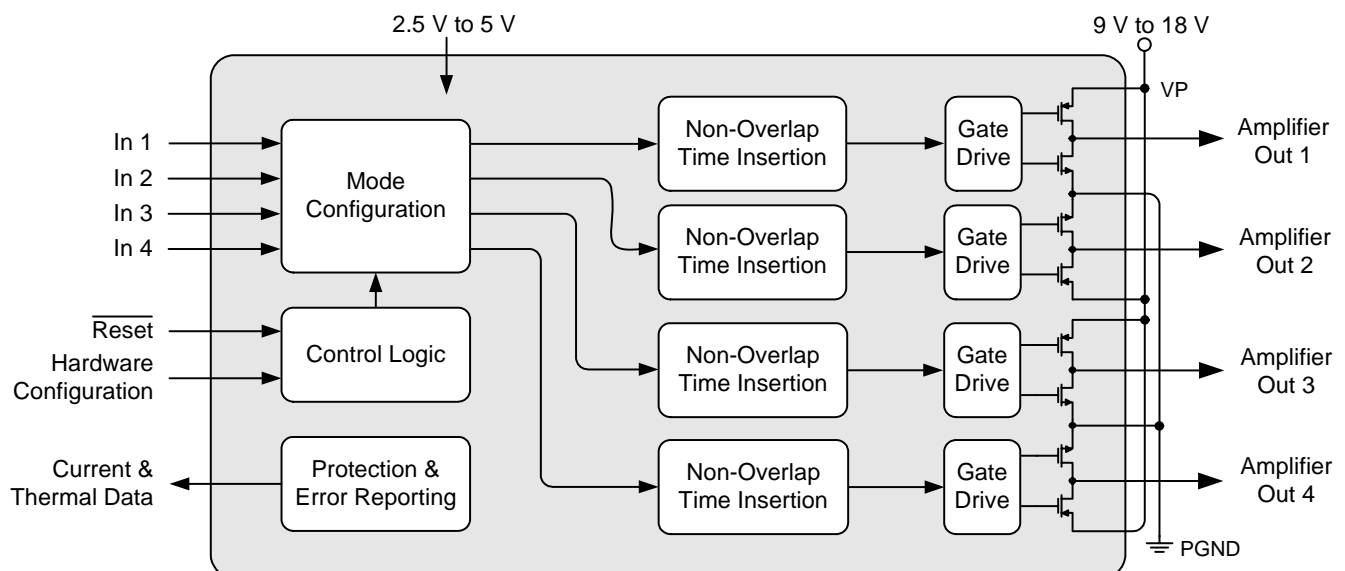 2.5 V to 5 V
9 V to 18 V
VP
In 1
In 2
In 3
In 4
Mode
Configuration
Non-Overlap
Time Insertion
Gate
Drive
Amplifier
Out 1
Non-Overlap
Time Insertion
Gate
Drive
Amplifier
Out 2
Reset
Hardware
Configuration
Control Logic
Non-Overlap
Time Insertion
Gate
Drive
Amplifier
Out 3
Current &
Thermal Data
Protection &
Error Reporting
Non-Overlap
Time Insertion
Gate
Drive
Amplifier
Out 4
PGND